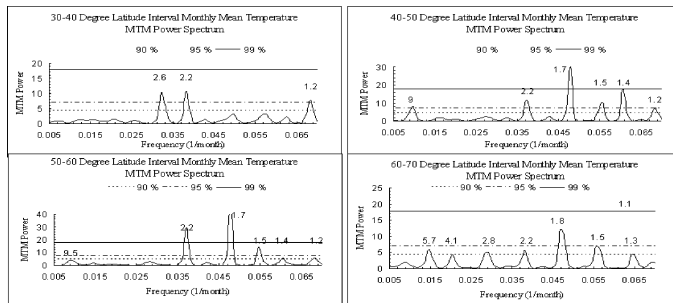 30-40 Degree Latitude Interval Monthly Mean Temperature
MTM Power Spectrum
90 % 95 % 99 %
MTM Power
20
15
10
5
0
2.6 2.2 1.2
0.005 0.015 0.025 0.035 0.045 0.055 0.065
Frequency (1/month)
40-50 Degree Latitude Interval Monthly Mean Temperature
MTM Power Spectrum
90 % 95 % 99 %
MTM Power
30
20
10
0
9 2.2 1.7 1.5 1.4 1.2
0.005 0.015 0.025 0.035 0.045 0.055 0.065
Frequency (1/month)
50-60 Degree Latitude Interval Monthly Mean Temperature
MTM Power Spectrum
90 % 95 % 99 %
MTM Power
40
30
20
10
0
9.5 2.2 1.7 1.5 1.4 1.2
0.005 0.015 0.025 0.035 0.045 0.055 0.065
Frequency (1/month)
60-70 Degree Latitude Interval Monthly Mean Temperature
MTM Power Spectrum
90 % 95 % 99 %
MTM Power
25
20
15
10
5
0
5.7 4.1 2.8 2.2 1.8 1.5 1.3 1.1
0.005 0.015 0.025 0.035 0.045 0.055 0.065
Frequency (1/month)